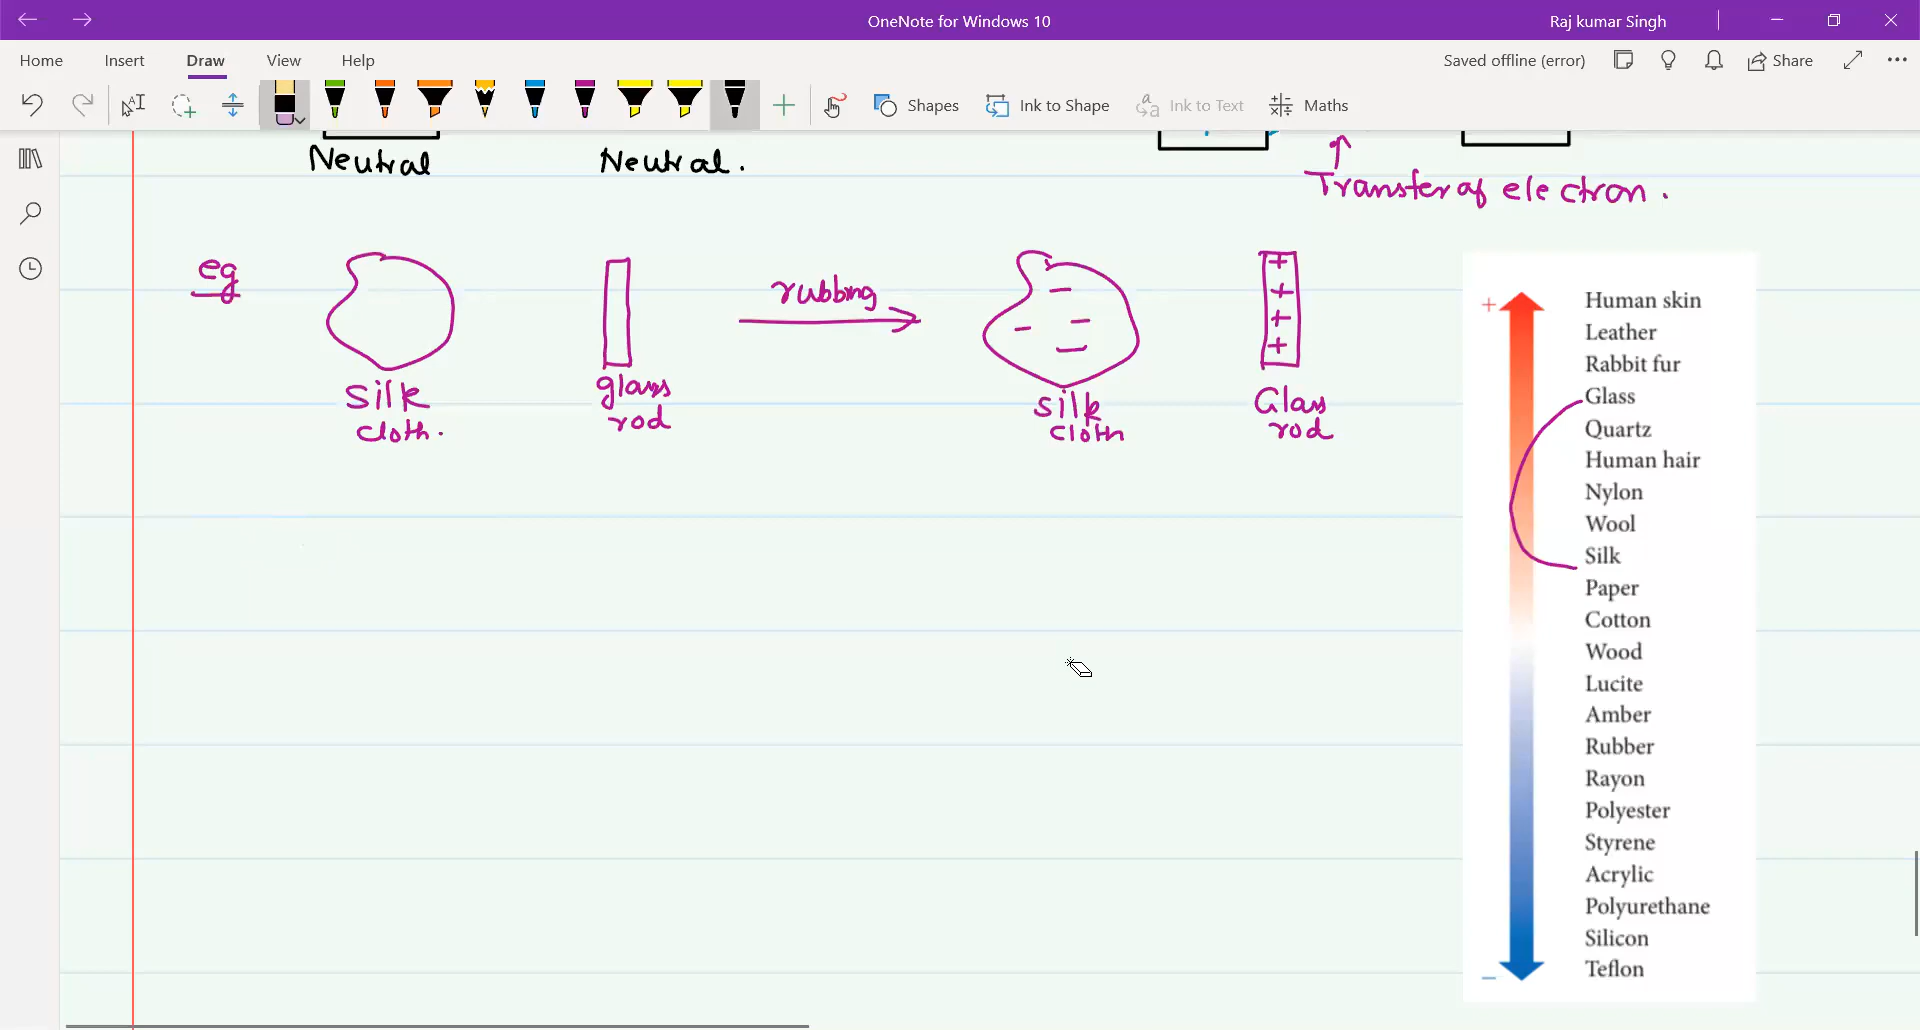 OneNote for Windows 10
Raj kumar Singh
Home Insert Draw View Help
Saved offline (error) Share
Shapes Ink to Shape Ink to Text Maths
Neutral Neutral.
Transfer of electron.
eg
rubbing
silk cloth.
glass rod
silk cloth
Glass rod
- - - -
+ + + +
+
Human skin
Leather
Rabbit fur
Glass
Quartz
Human hair
Nylon
Wool
Silk
Paper
Cotton
Wood
Lucite
Amber
Rubber
Rayon
Polyester
Styrene
Acrylic
Polyurethane
Silicon
Teflon
–